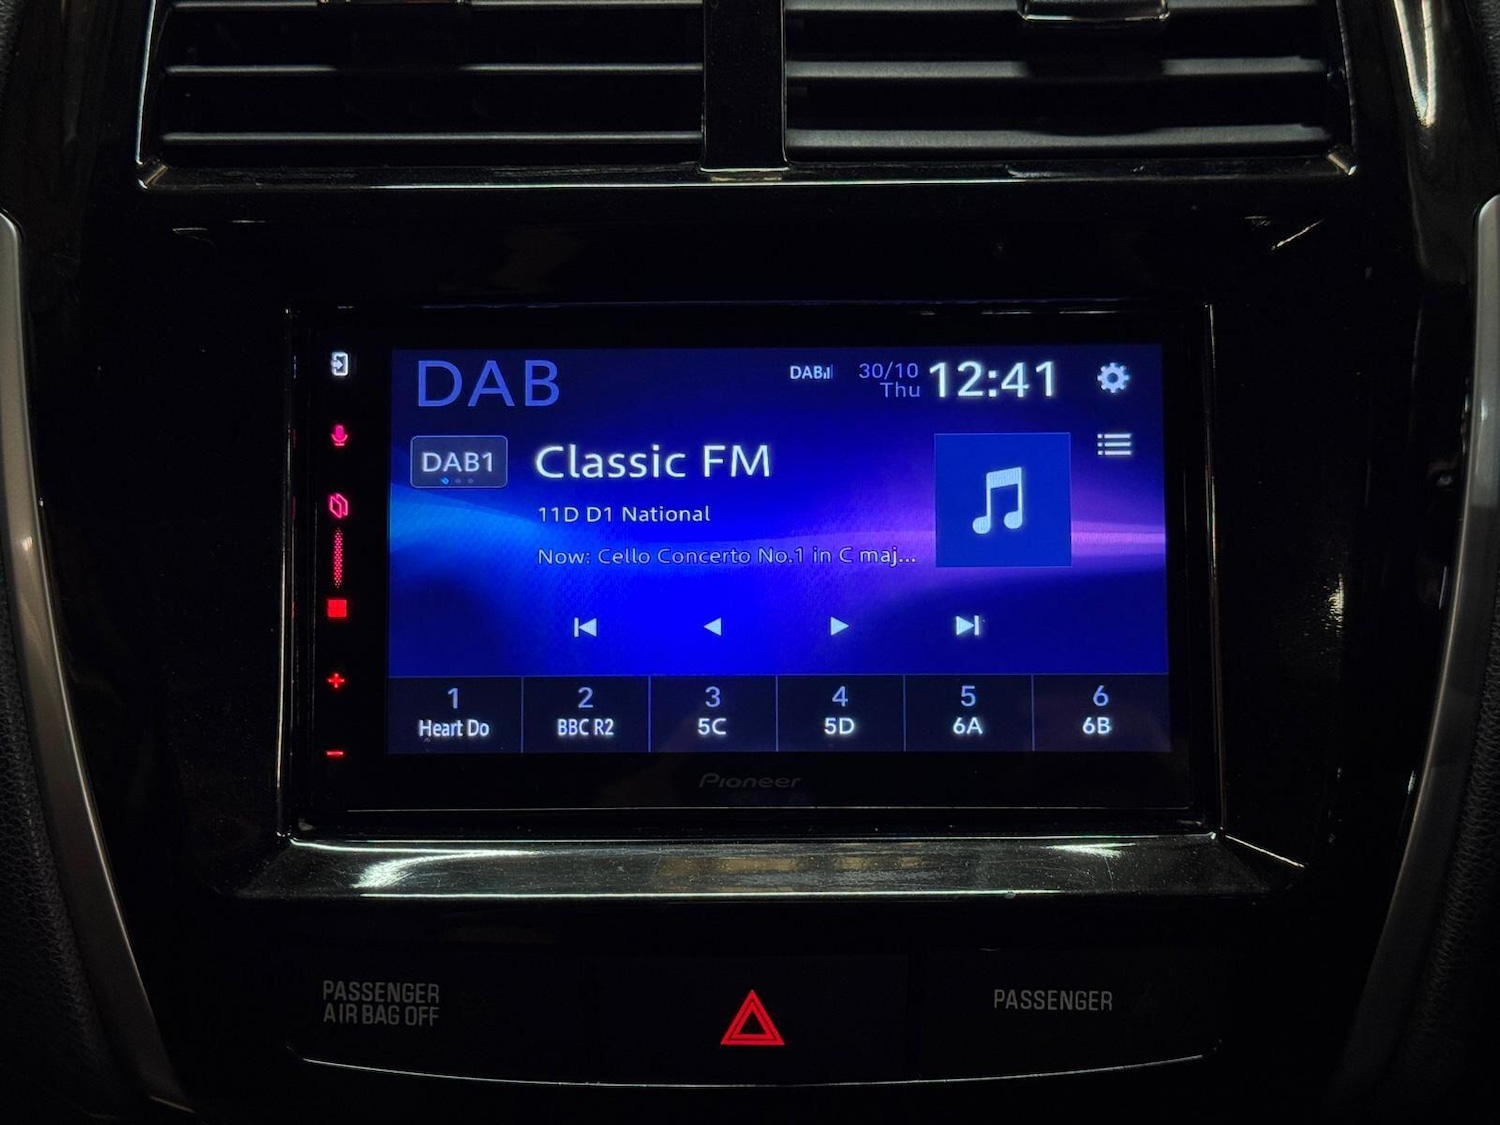 DAB
DAB
30/10
Thu
12:41
DAB1
Classic FM
11D D1 National
Now: Cello Concerto No.1 in C maj...
1 2 3 4 5 6
Heart Do BBC R2 5C 5D 6A 6B
Pioneer
PASSENGER
AIR BAG OFF
PASSENGER